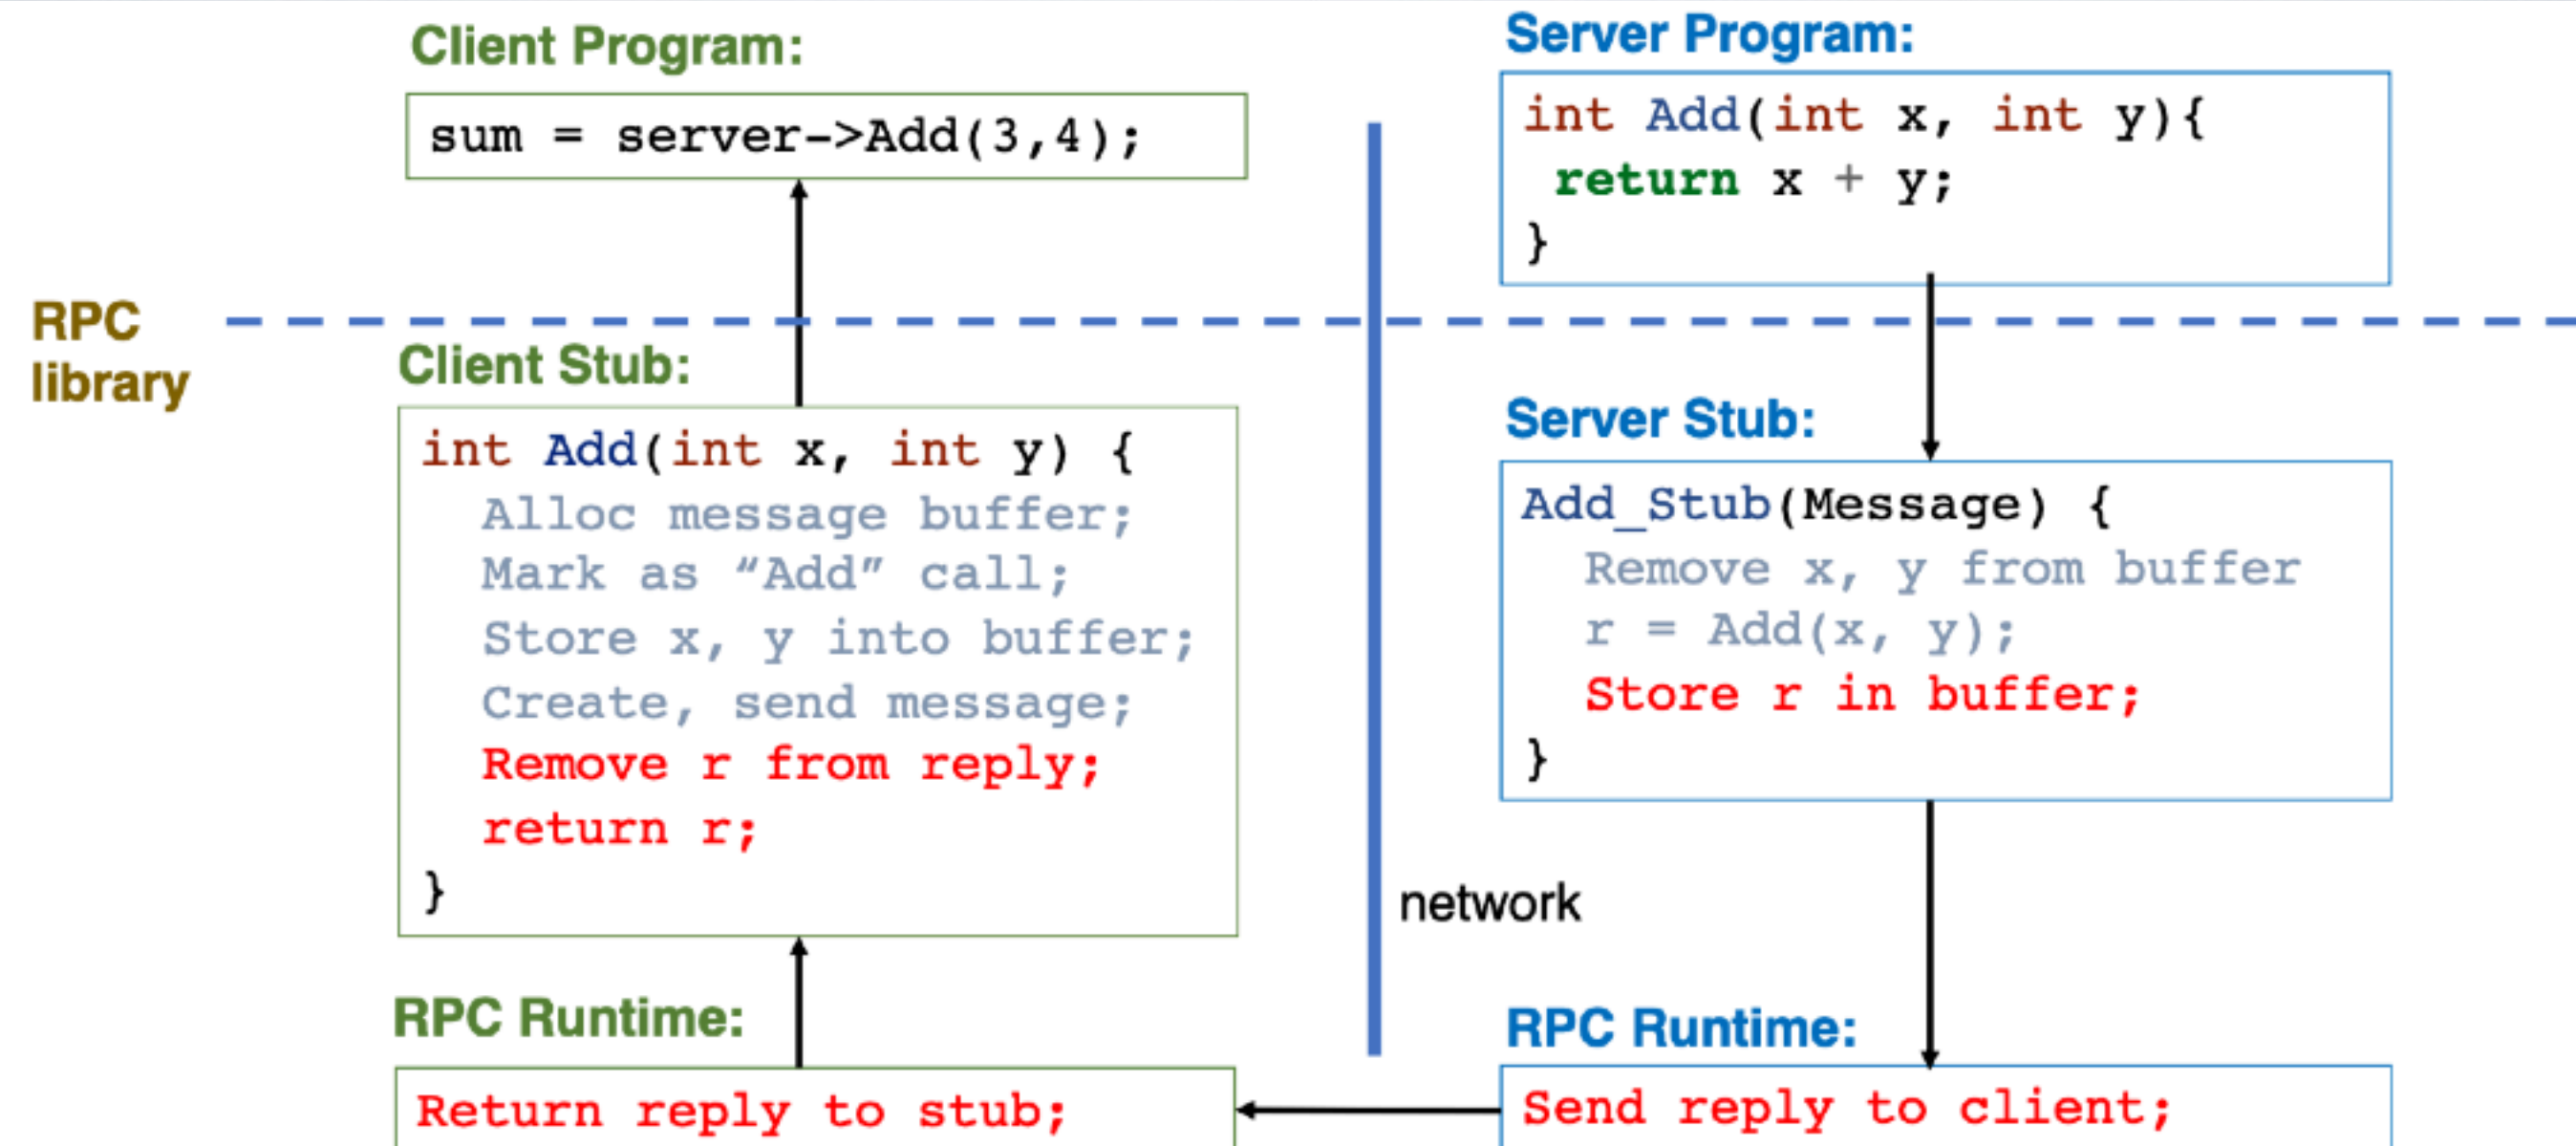 Client Program:
sum = server->Add(3,4);
RPC
library
Client Stub:
int Add(int x, int y) {
Alloc message buffer;
Mark as “Add” call;
Store x, y into buffer;
Create, send message;
Remove r from reply;
return r;
}
RPC Runtime:
Return reply to stub;
network
Server Program:
int Add(int x, int y){
return x + y;
}
Server Stub:
Add_Stub(Message) {
Remove x, y from buffer
r = Add(x, y);
Store r in buffer;
}
RPC Runtime:
Send reply to client;